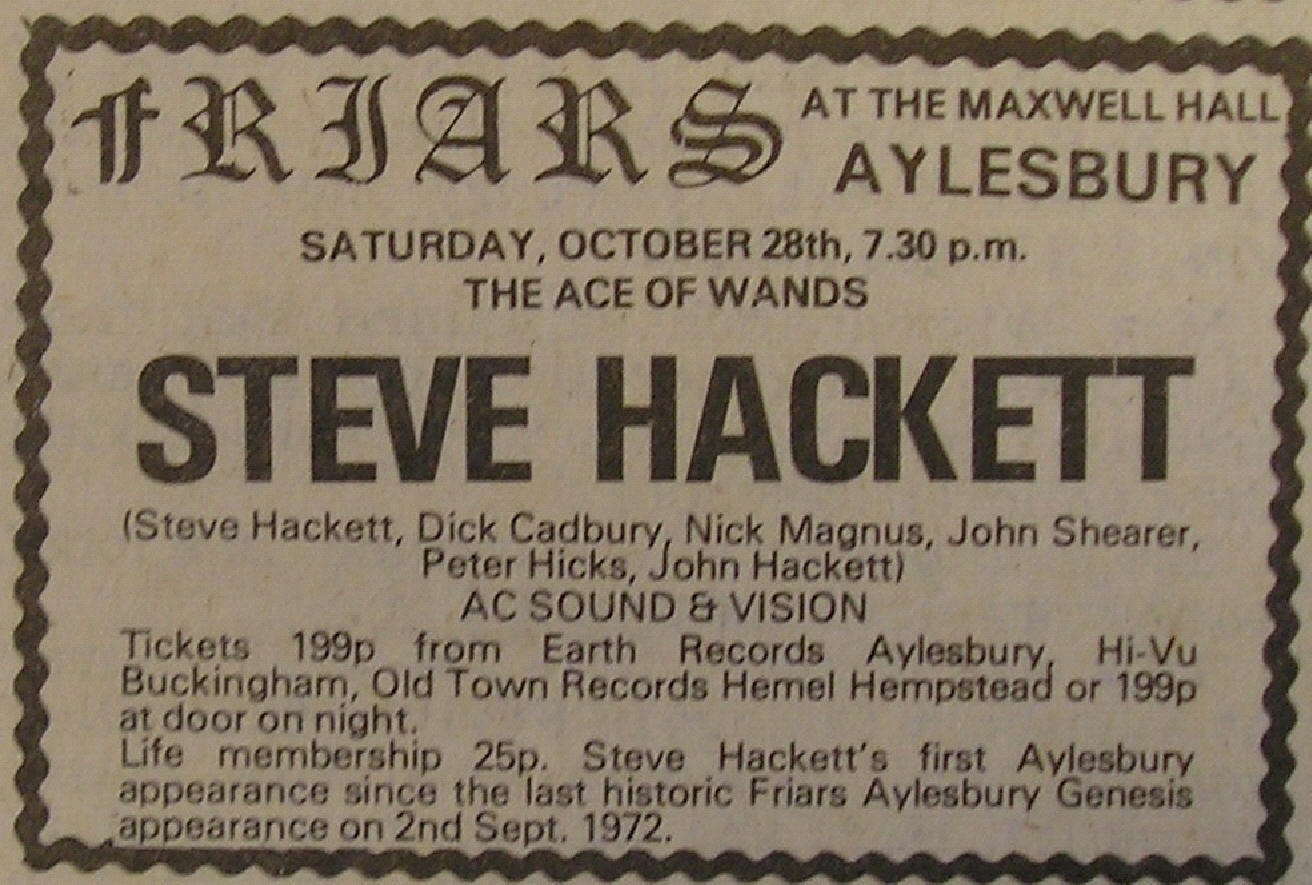 FRIARS AT THE MAXWELL HALL
AYLESBURY
SATURDAY, OCTOBER 28th, 7.30 p.m.
THE ACE OF WANDS
STEVE HACKETT
(Steve Hackett, Dick Cadbury, Nick Magnus, John Shearer,
Peter Hicks, John Hackett)
AC SOUND & VISION
Tickets 199p from Earth Records Aylesbury, Hi-Vu
Buckingham, Old Town Records Hemel Hempstead or 199p
at door on night.
Life membership 25p. Steve Hackett's first Aylesbury
appearance since the last historic Friars Aylesbury Genesis
appearance on 2nd Sept. 1972.